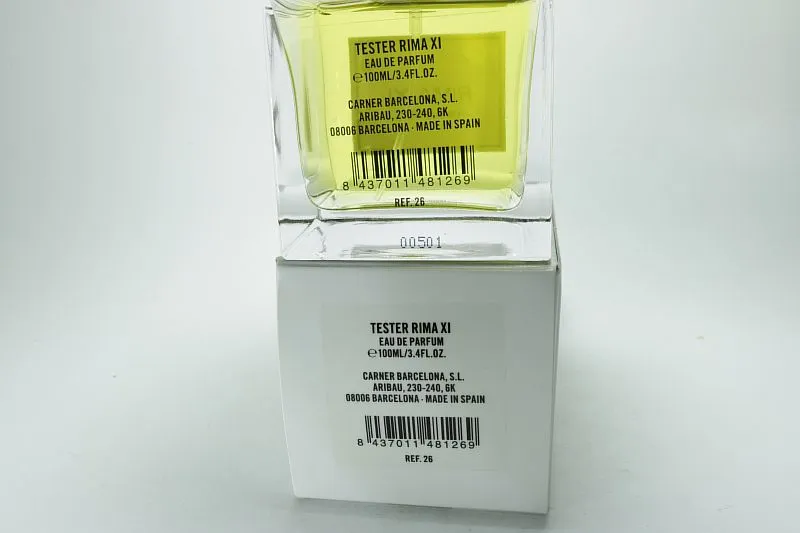 TESTER RIMA XI
EAU DE PARFUM
℮100ML/3.4FL.OZ.
CARNER BARCELONA, S.L.
ARIBAU, 230-240, 6K
08006 BARCELONA · MADE IN SPAIN
8 437011 481269
REF. 26
00501
TESTER RIMA XI
EAU DE PARFUM
℮100ML/3.4FL.OZ.
CARNER BARCELONA, S.L.
ARIBAU, 230-240, 6K
08006 BARCELONA · MADE IN SPAIN
8 437011 481269
REF. 26